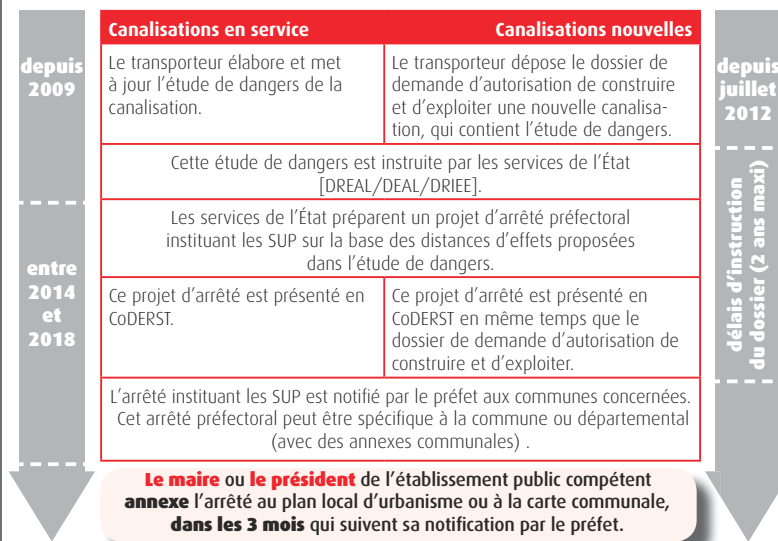 Canalisations en service
Canalisations nouvelles
depuis
2009
Le transporteur élabore et met
à jour l'étude de dangers de la
canalisation.
Le transporteur dépose le dossier de
demande d'autorisation de construire
et d'exploiter une nouvelle canalisa-
tion, qui contient l'étude de dangers.
depuis
juillet
2012
Cette étude de dangers est instruite par les services de l'État
[DREAL/DEAL/DRIEE].
Les services de l'État préparent un projet d'arrêté préfectoral
instituant les SUP sur la base des distances d'effets proposées
dans l'étude de dangers.
entre
2014
et
2018
Ce projet d'arrêté est présenté en
CoDERST.
Ce projet d'arrêté est présenté en
CoDERST en même temps que le
dossier de demande d'autorisation de
construire et d'exploiter.
délais d'instruction
du dossier (2 ans maxi)
L'arrêté instituant les SUP est notifié par le préfet aux communes concernées.
Cet arrêté préfectoral peut être spécifique à la commune ou départemental
(avec des annexes communales) .
Le maire ou le président de l'établissement public compétent
annexe l'arrêté au plan local d'urbanisme ou à la carte communale,
dans les 3 mois qui suivent sa notification par le préfet.